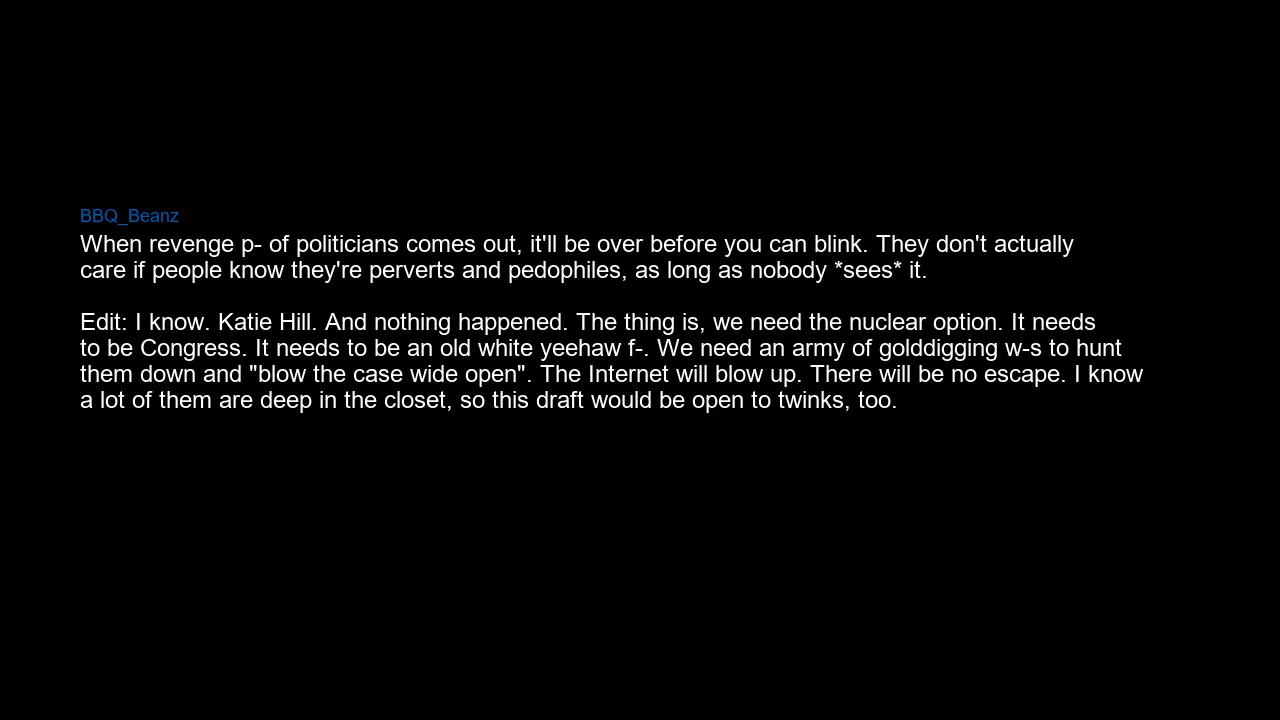 BBQ_Beanz
When revenge p- of politicians comes out, it'll be over before you can blink. They don't actually
care if people know they're perverts and pedophiles, as long as nobody *sees* it.
Edit: I know. Katie Hill. And nothing happened. The thing is, we need the nuclear option. It needs
to be Congress. It needs to be an old white yeehaw f-. We need an army of golddigging w-s to hunt
them down and "blow the case wide open". The Internet will blow up. There will be no escape. I know
a lot of them are deep in the closet, so this draft would be open to twinks, too.